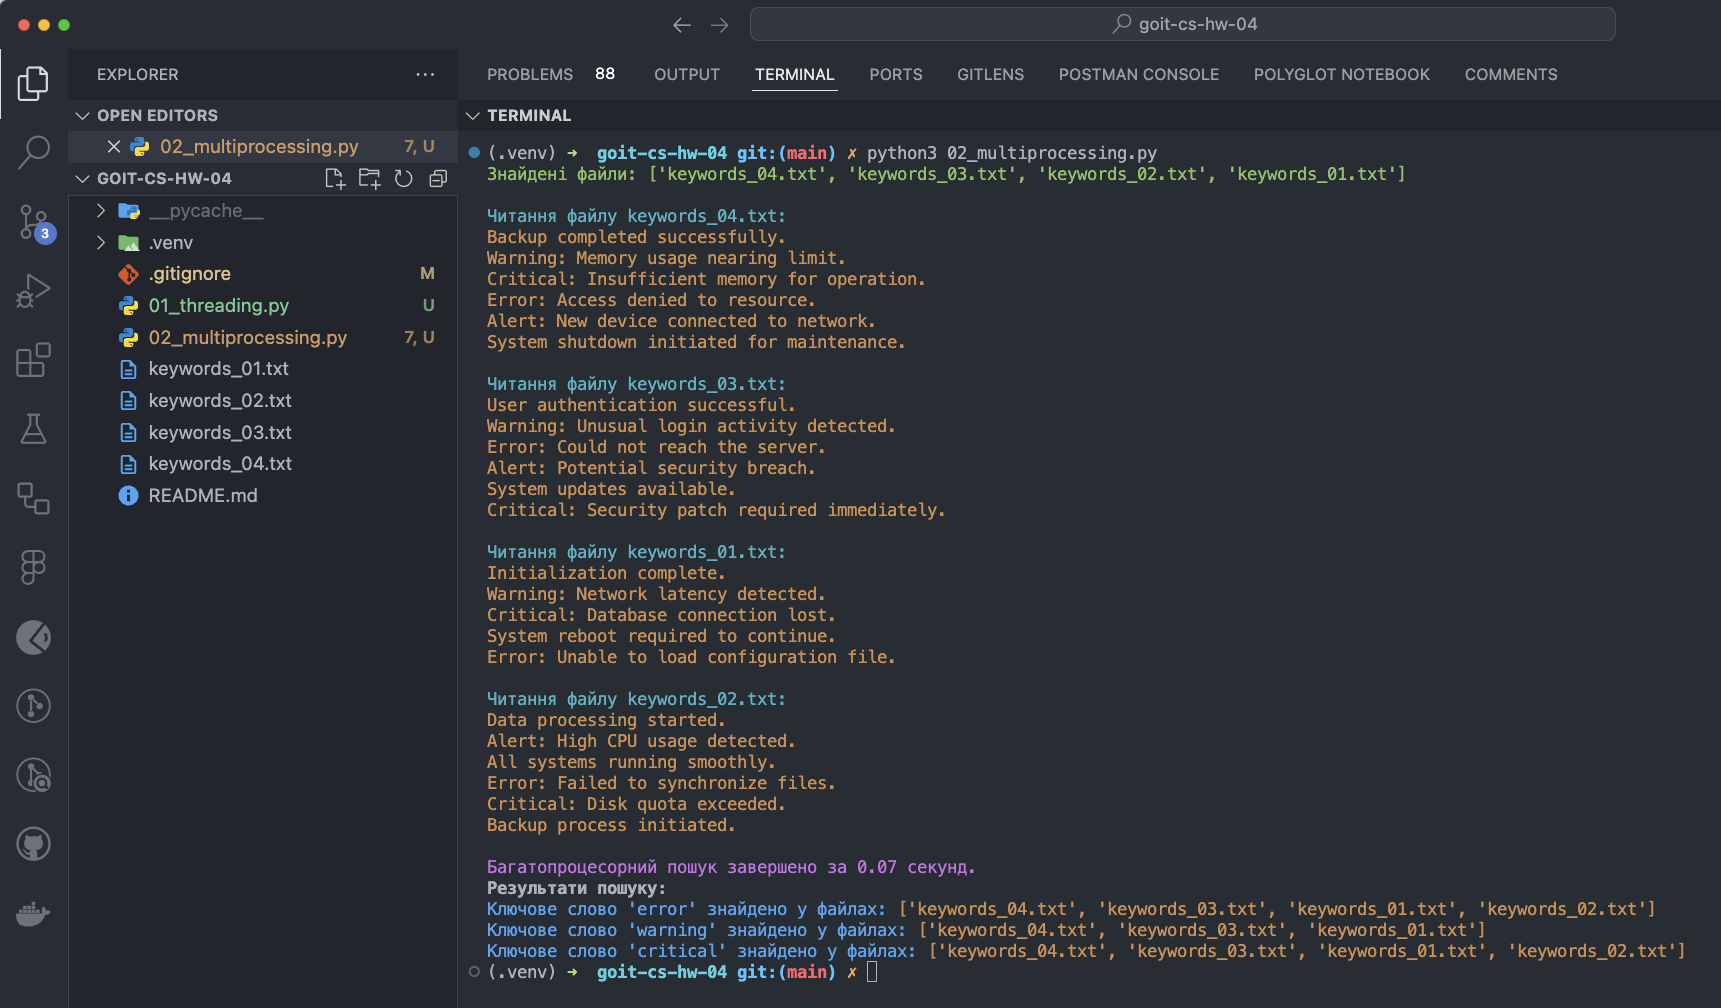 goit-cs-hw-04
EXPLORER
OPEN EDITORS
02_multiprocessing.py 7, U
GOIT-CS-HW-04
__pycache__
.venv
.gitignore M
01_threading.py U
02_multiprocessing.py 7, U
keywords_01.txt
keywords_02.txt
keywords_03.txt
keywords_04.txt
README.md
3
PROBLEMS 88 OUTPUT TERMINAL PORTS GITLENS POSTMAN CONSOLE POLYGLOT NOTEBOOK COMMENTS
TERMINAL
(.venv) ➜ goit-cs-hw-04 git:(main) ✗ python3 02_multiprocessing.py
Знайдені файли: ['keywords_04.txt', 'keywords_03.txt', 'keywords_02.txt', 'keywords_01.txt']
Читання файлу keywords_04.txt:
Backup completed successfully.
Warning: Memory usage nearing limit.
Critical: Insufficient memory for operation.
Error: Access denied to resource.
Alert: New device connected to network.
System shutdown initiated for maintenance.
Читання файлу keywords_03.txt:
User authentication successful.
Warning: Unusual login activity detected.
Error: Could not reach the server.
Alert: Potential security breach.
System updates available.
Critical: Security patch required immediately.
Читання файлу keywords_01.txt:
Initialization complete.
Warning: Network latency detected.
Critical: Database connection lost.
System reboot required to continue.
Error: Unable to load configuration file.
Читання файлу keywords_02.txt:
Data processing started.
Alert: High CPU usage detected.
All systems running smoothly.
Error: Failed to synchronize files.
Critical: Disk quota exceeded.
Backup process initiated.
Багатопроцесорний пошук завершено за 0.07 секунд.
Результати пошуку:
Ключове слово 'error' знайдено у файлах: ['keywords_04.txt', 'keywords_03.txt', 'keywords_01.txt', 'keywords_02.txt']
Ключове слово 'warning' знайдено у файлах: ['keywords_04.txt', 'keywords_03.txt', 'keywords_01.txt']
Ключове слово 'critical' знайдено у файлах: ['keywords_04.txt', 'keywords_03.txt', 'keywords_01.txt', 'keywords_02.txt']
(.venv) ➜ goit-cs-hw-04 git:(main) ✗